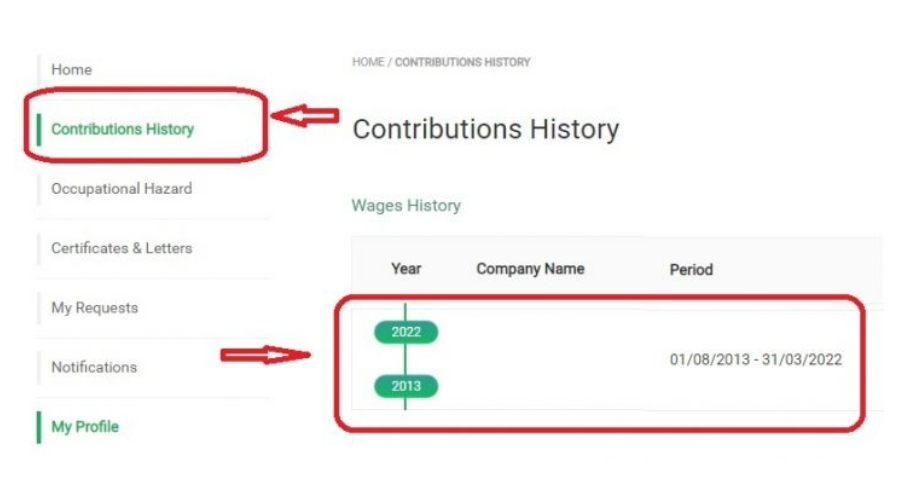 Home
Contributions History
Occupational Hazard
Certificates & Letters
My Requests
Notifications
My Profile
HOME / CONTRIBUTIONS HISTORY
Contributions History
Wages History
Year Company Name Period
2022
01/08/2013 - 31/03/2022
2013